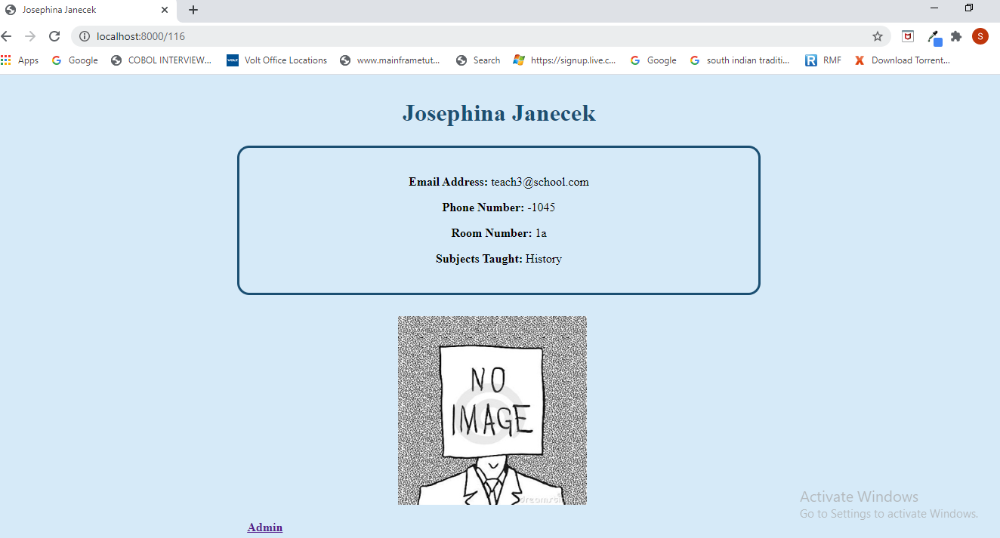 Josephina Janecek
localhost:8000/116
S
Apps Google COBOL INTERVIEW... VOLT Volt Office Locations www.mainframetut... Search https://signup.live.c... Google south indian traditi... R RMF X Download Torrent...
Josephina Janecek
Email Address: teach3@school.com
Phone Number: -1045
Room Number: 1a
Subjects Taught: History
NO
IMAGE
Activate Windows
Go to Settings to activate Windows.
Admin